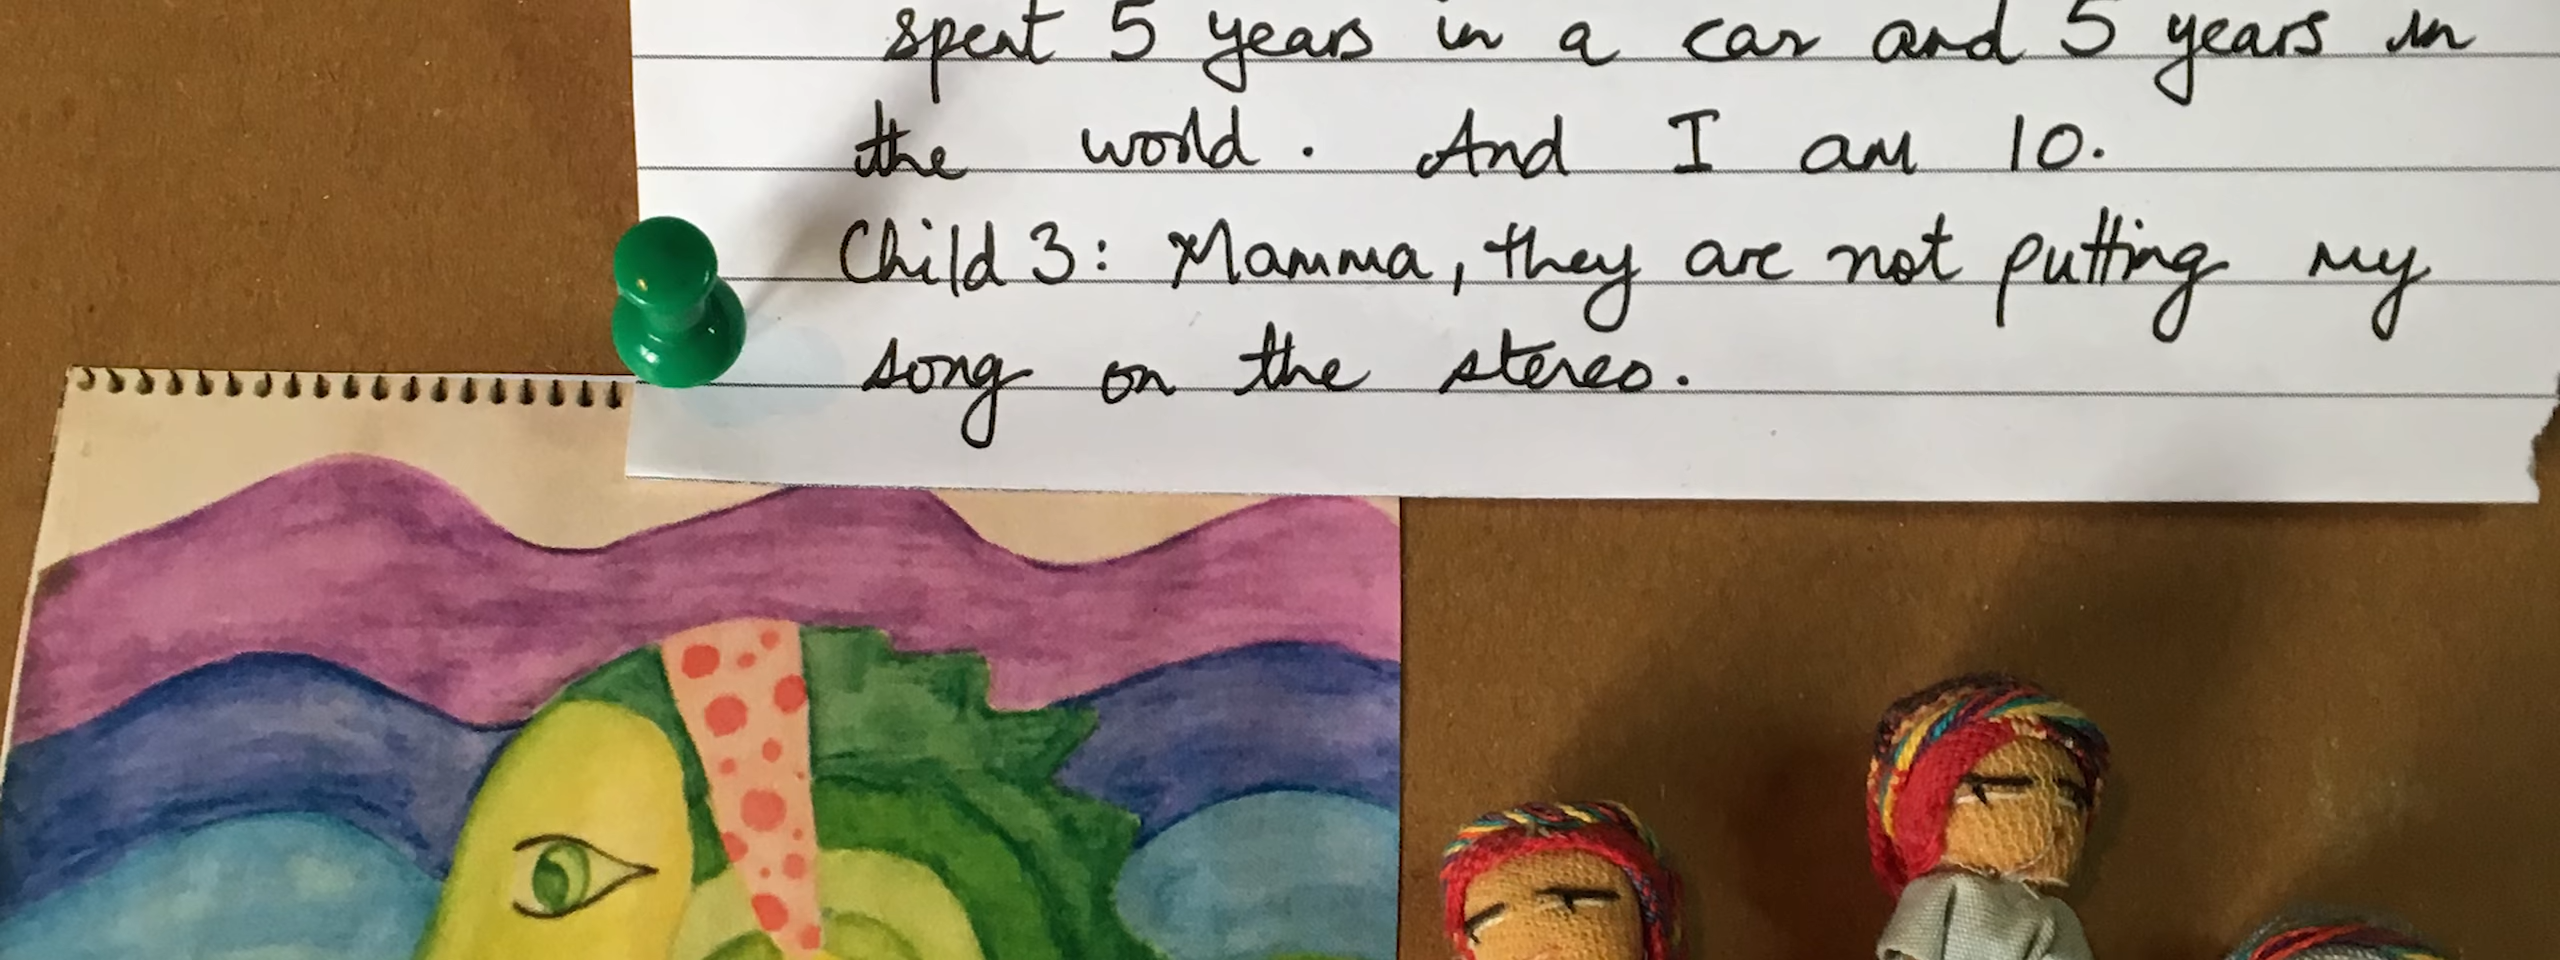 spent 5 years in a car and 5 years in
the world. And I am 10.
Child 3: Mamma, they are not putting my
song on the stereo.